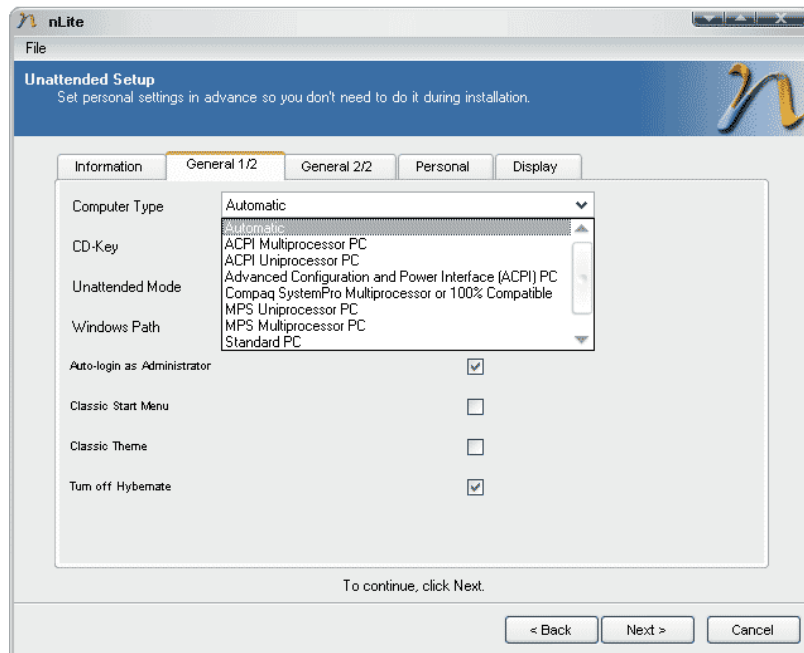 nLite
File
Unattended Setup
Set personal settings in advance so you don't need to do it during installation.
Information General 1/2 General 2/2 Personal Display
Computer Type Automatic
Automatic
ACPI Multiprocessor PC
CD-Key
ACPI Uniprocessor PC
Advanced Configuration and Power Interface (ACPI) PC
Unattended Mode
Compaq SystemPro Multiprocessor or 100% Compatible
MPS Uniprocessor PC
Windows Path
MPS Multiprocessor PC
Standard PC
Auto-login as Administrator
Classic Start Menu
Classic Theme
Turn off Hybernate
To continue, click Next.
< Back Next > Cancel